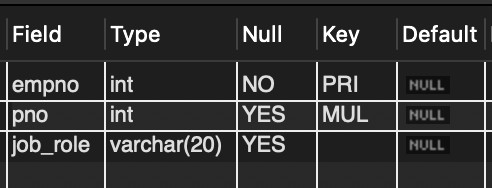 Field Type Null Key Default
empno int NO PRI NULL
pno int YES MUL NULL
job_role varchar(20) YES NULL